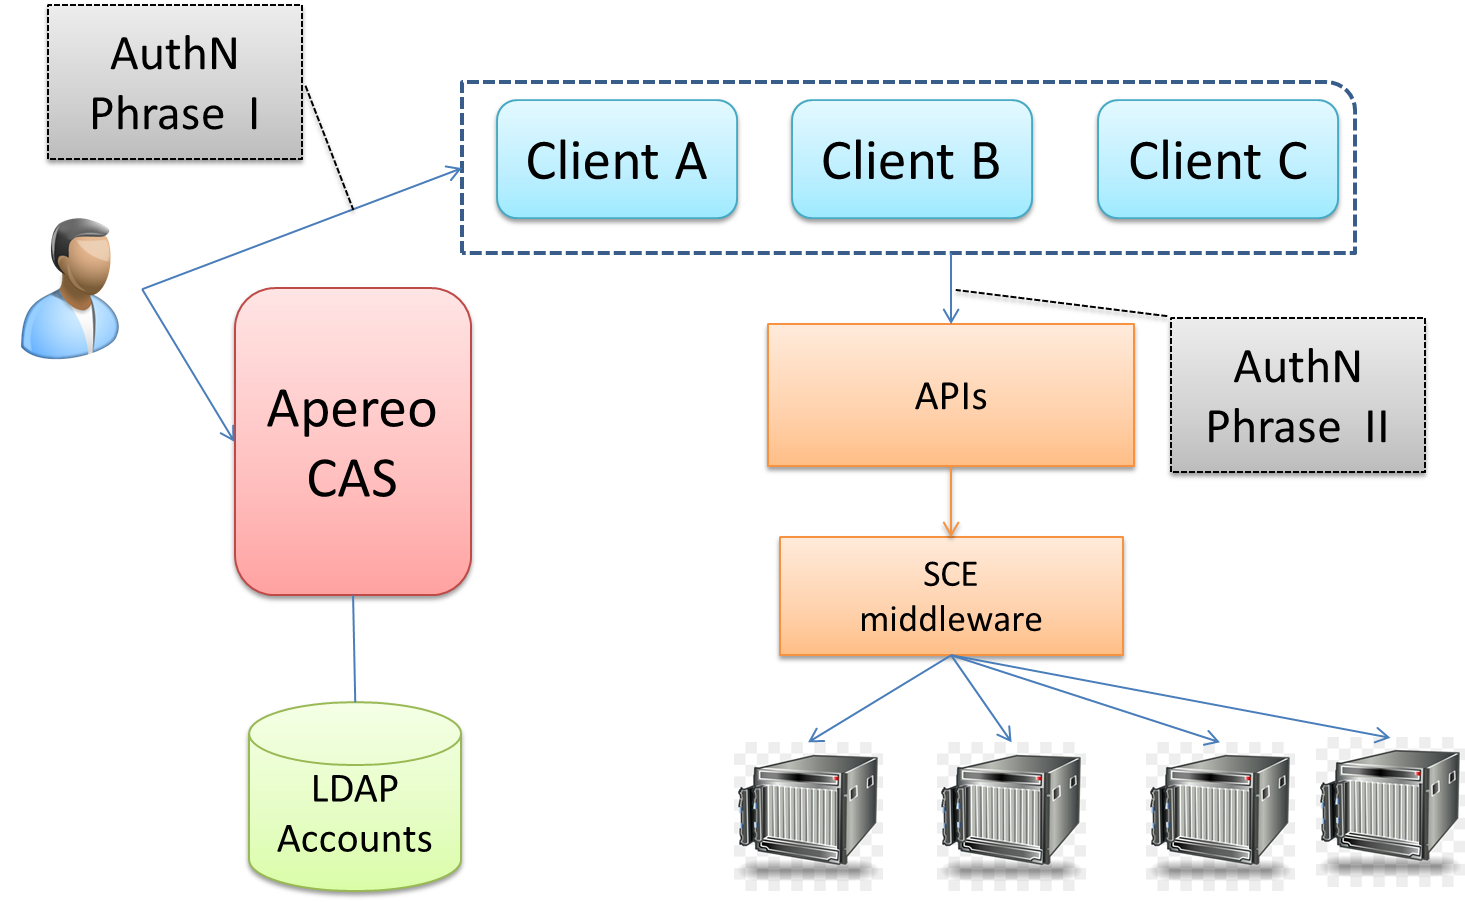 AuthN
Phrase I
Client A
Client B
Client C
Apereo
CAS
APIs
AuthN
Phrase II
SCE
middleware
LDAP
Accounts